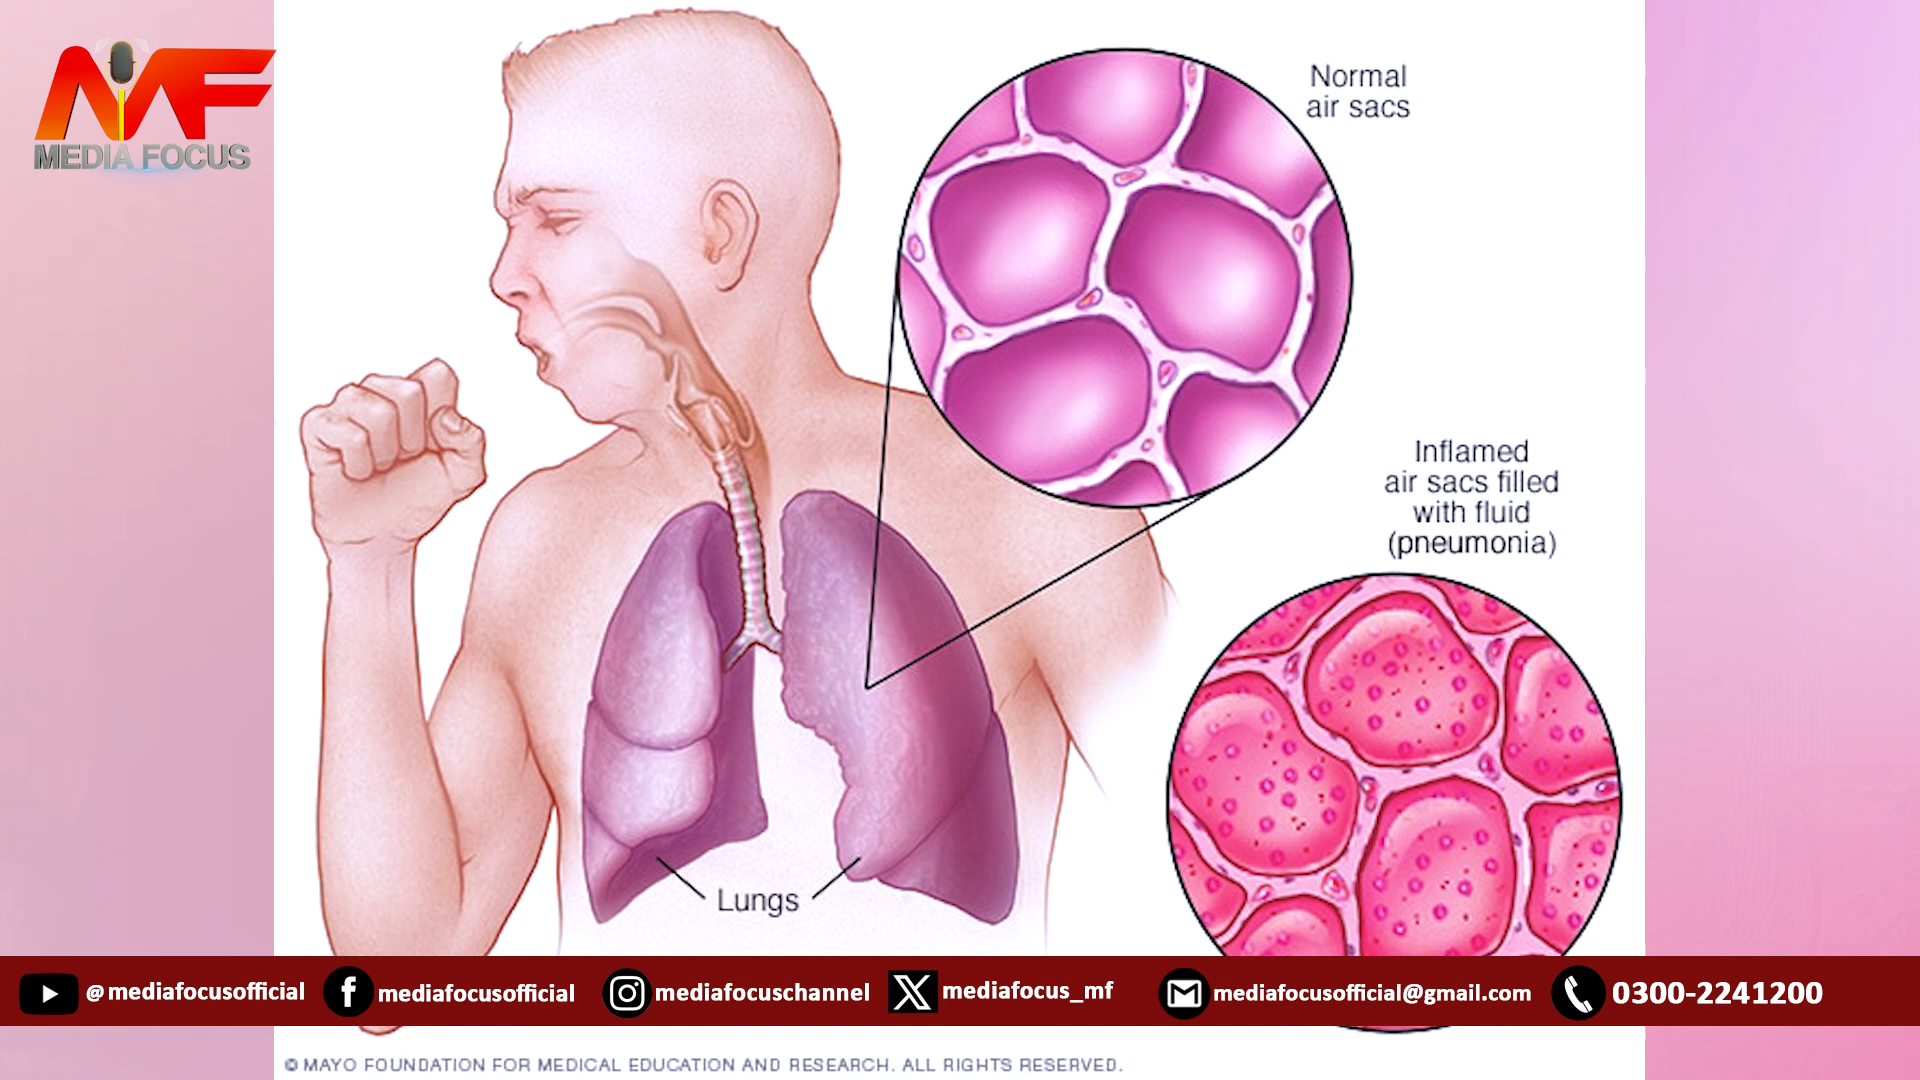 MF
MEDIA FOCUS
Normal
air sacs
Inflamed
air sacs filled
with fluid
(pneumonia)
Lungs
@mediafocusofficial
mediafocusofficial
mediafocuschannel
mediafocus_mf
mediafocusofficial@gmail.com
0300-2241200
© MAYO FOUNDATION FOR MEDICAL EDUCATION AND RESEARCH. ALL RIGHTS RESERVED.